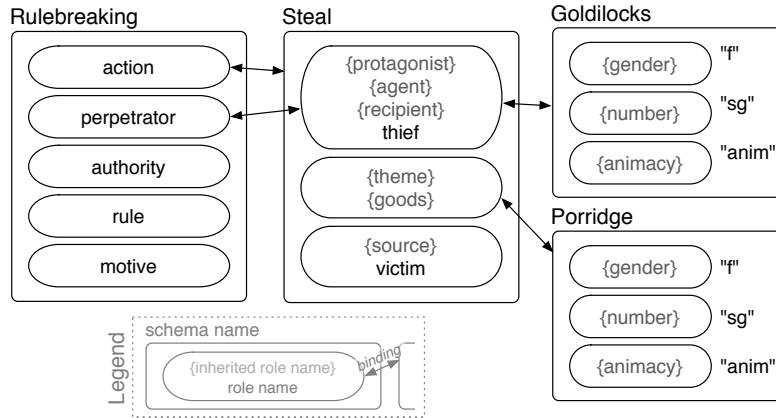 Rulebreaking
action
perpetrator
authority
rule
motive
Steal
{protagonist}
{agent}
{recipient}
thief
{theme}
{goods}
{source}
victim
Goldilocks
{gender} "f"
{number} "sg"
{animacy} "anim"
Porridge
{gender} "f"
{number} "sg"
{animacy} "anim"
Legend
schema name
{inherited role name}
role name
binding